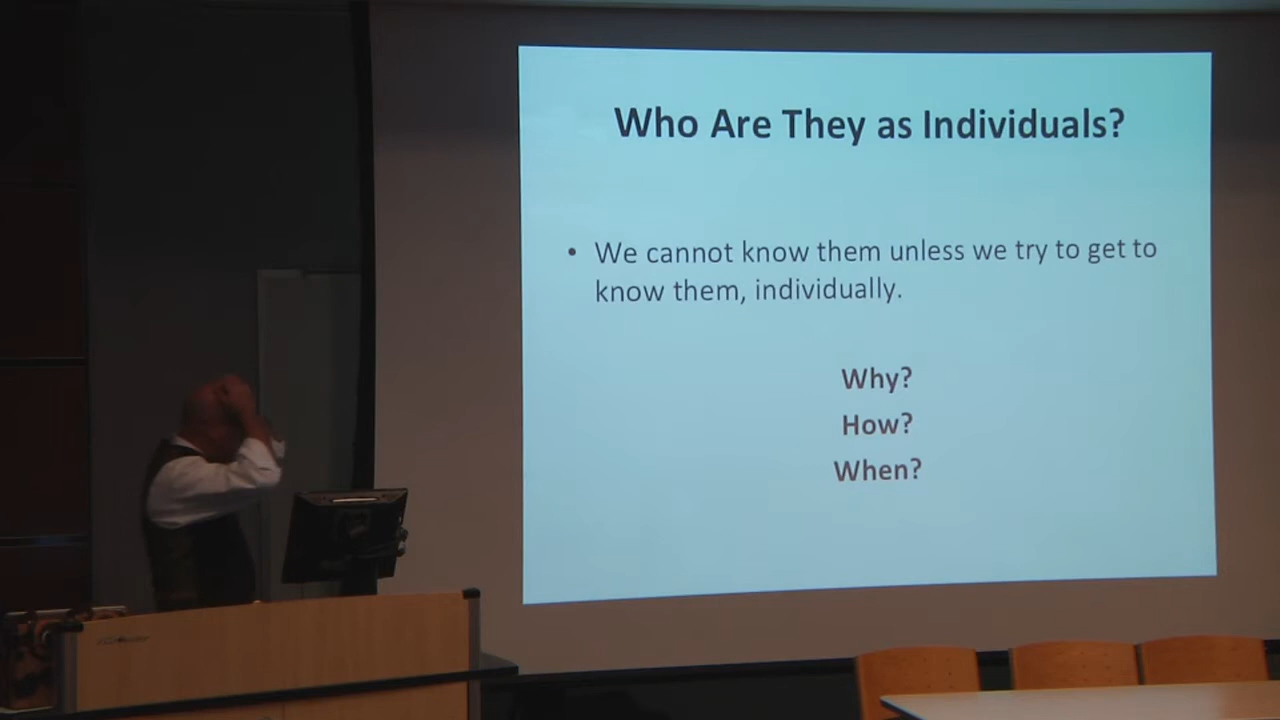 Who Are They as Individuals?
• We cannot know them unless we try to get to
know them, individually.
Why?
How?
When?